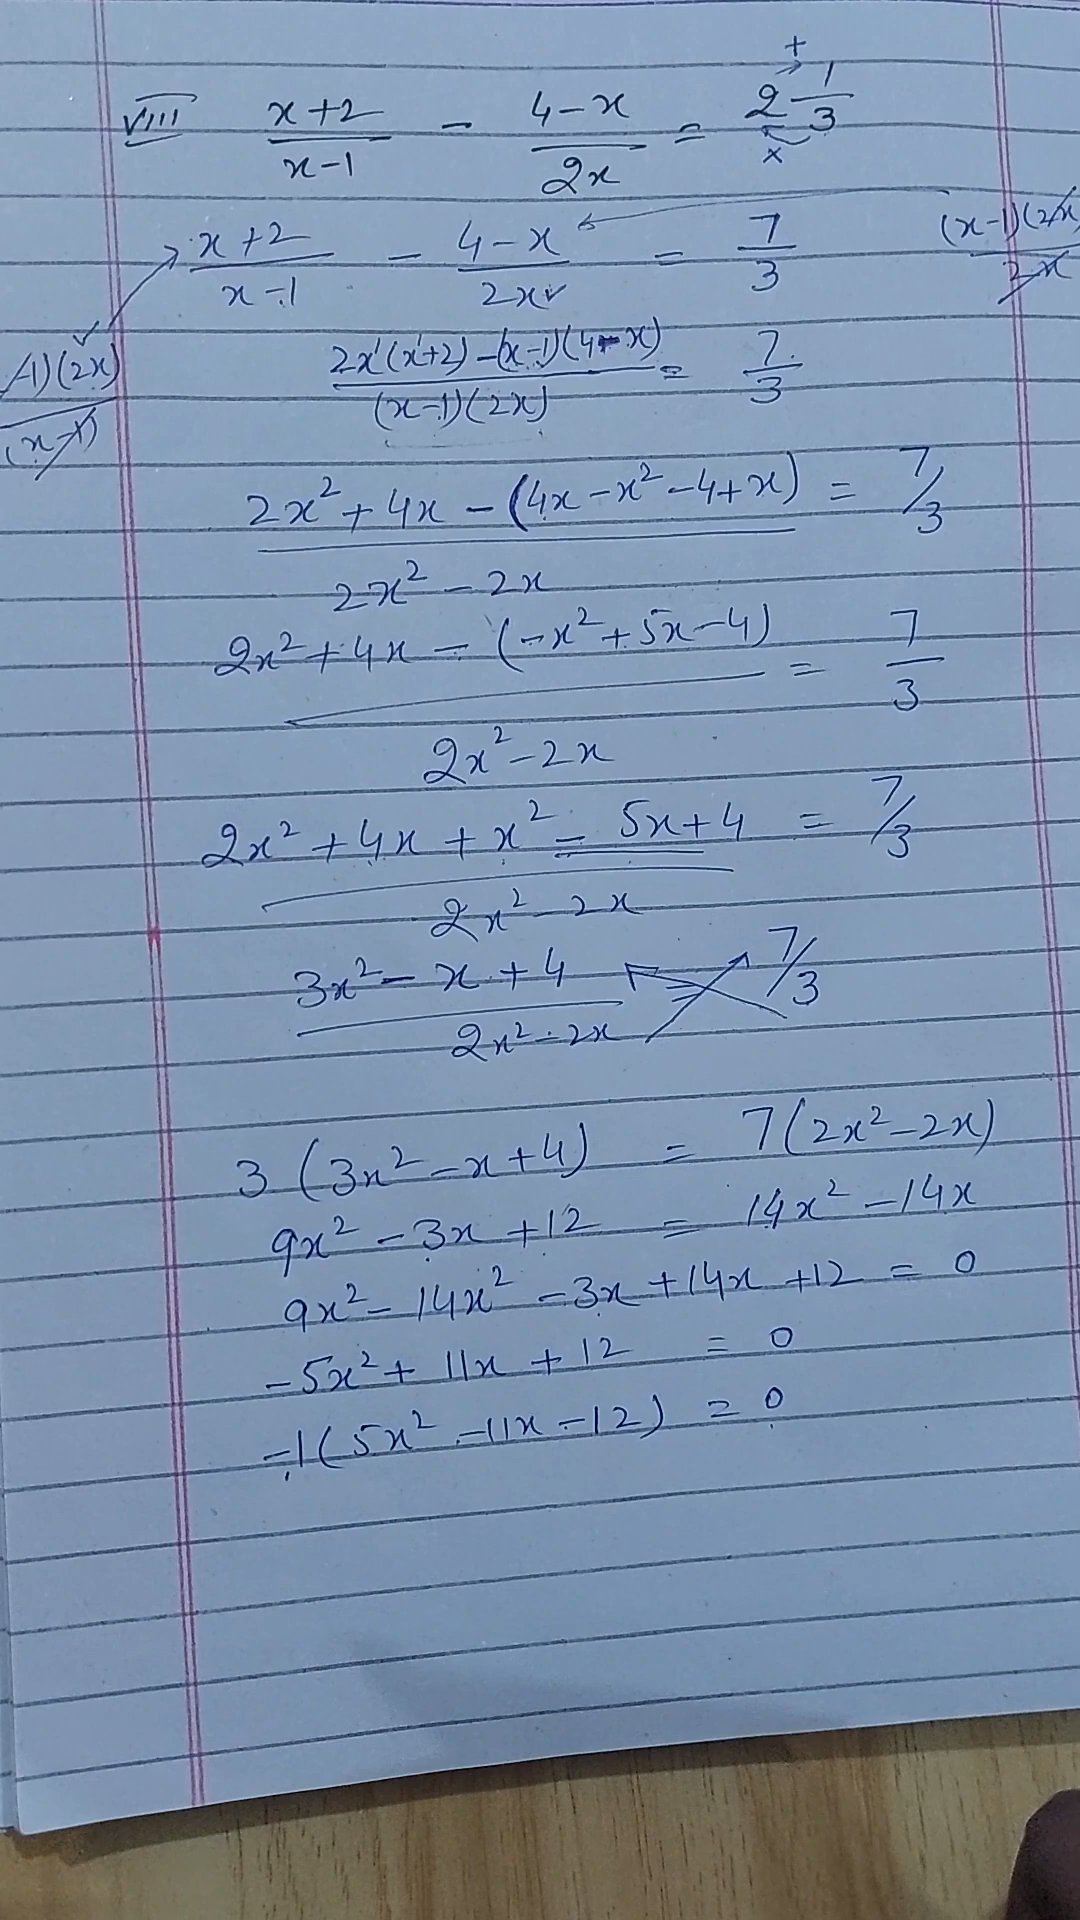 VIII (x+2)/(x-1) - (4-x)/(2x) = 2 1/3
+
x
(x+2)/(x-1) - (4-x)/(2x) = 7/3
(x-1)(2x)/2x
1)(2x)/(x-1)
(2x(x+2)-(x-1)(4-x))/((x-1)(2x)) = 7/3
(2x² + 4x - (4x - x² - 4 + x))/(2x² - 2x) = 7/3
(2x² + 4x - (-x² + 5x - 4))/(2x² - 2x) = 7/3
(2x² + 4x + x² - 5x + 4)/(2x² - 2x) = 7/3
(3x² - x + 4)/(2x² - 2x) = 7/3
3 (3x² - x + 4) = 7(2x² - 2x)
9x² - 3x + 12 = 14x² - 14x
9x² - 14x² - 3x + 14x + 12 = 0
-5x² + 11x + 12 = 0
-1(5x² - 11x - 12) = 0